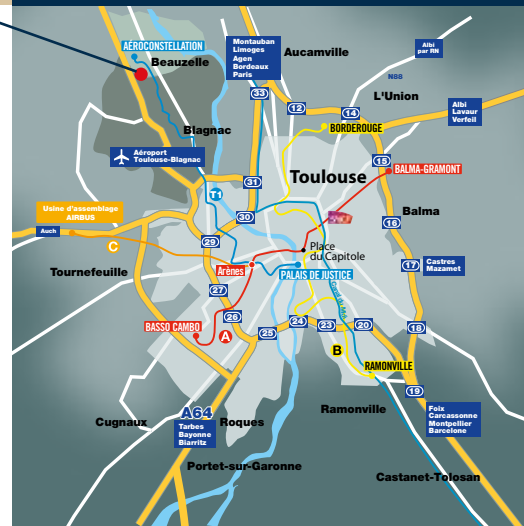 AÉROCONSTELLATION
Beauzelle
Montauban
Limoges
Agen
Bordeaux
Paris
Aucamville
Albi
par RN
N88
L'Union
33
12
14
Albi
Lavaur
Verfeil
BORDEROUGE
Blagnac
15
Aéroport
Toulouse-Blagnac
Toulouse
BALMA-GRAMONT
31
T1
Usine d'assemblage
AIRBUS
30
Balma
16
Auch
C
29
Place
du Capitole
Arènes
17
Castres
Mazamet
Tournefeuille
PALAIS DE JUSTICE
27
26
24
23
20
25
18
BASSO CAMBO
A
B
RAMONVILLE
19
A64
Tarbes
Bayonne
Biarritz
Cugnaux
Roques
Ramonville
Foix
Carcassonne
Montpellier
Barcelone
Portet-sur-Garonne
Castanet-Tolosan